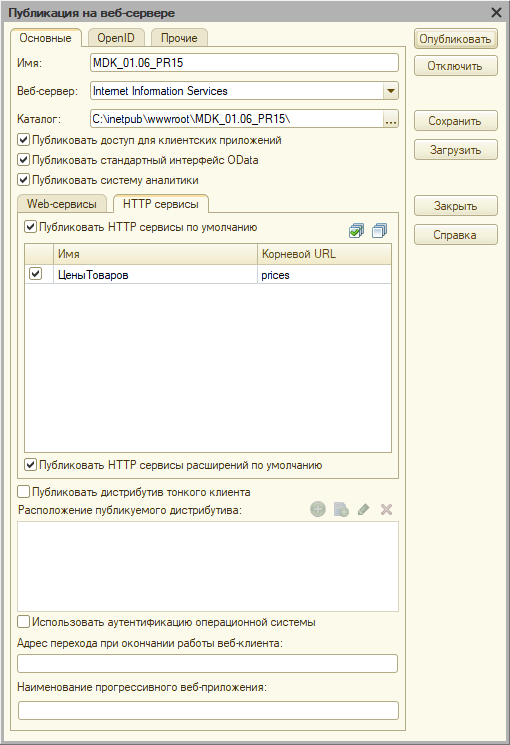 Публикация на веб-сервере
Основные OpenID Прочие
Опубликовать
Имя: MDK_01.06_PR15
Отключить
Веб-сервер: Internet Information Services
Каталог: C:\inetpub\wwwroot\MDK_01.06_PR15\ ...
Сохранить
Публиковать доступ для клиентских приложений
Загрузить
Публиковать стандартный интерфейс OData
Публиковать систему аналитики
Web-сервисы HTTP сервисы
Закрыть
Публиковать HTTP сервисы по умолчанию
Справка
Имя Корневой URL
ЦеныТоваров prices
Публиковать HTTP сервисы расширений по умолчанию
Публиковать дистрибутив тонкого клиента
Расположение публикуемого дистрибутива:
Использовать аутентификацию операционной системы
Адрес перехода при окончании работы веб-клиента:
Наименование прогрессивного веб-приложения: